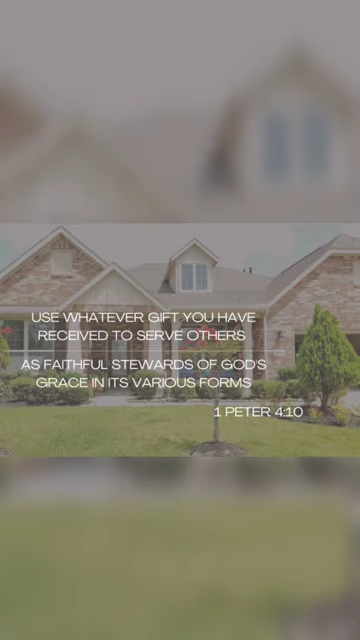 USE WHATEVER GIFT YOU HAVE
RECEIVED TO SERVE OTHERS
AS FAITHFUL STEWARDS OF GOD'S
GRACE IN ITS VARIOUS FORMS
1 PETER 4:10